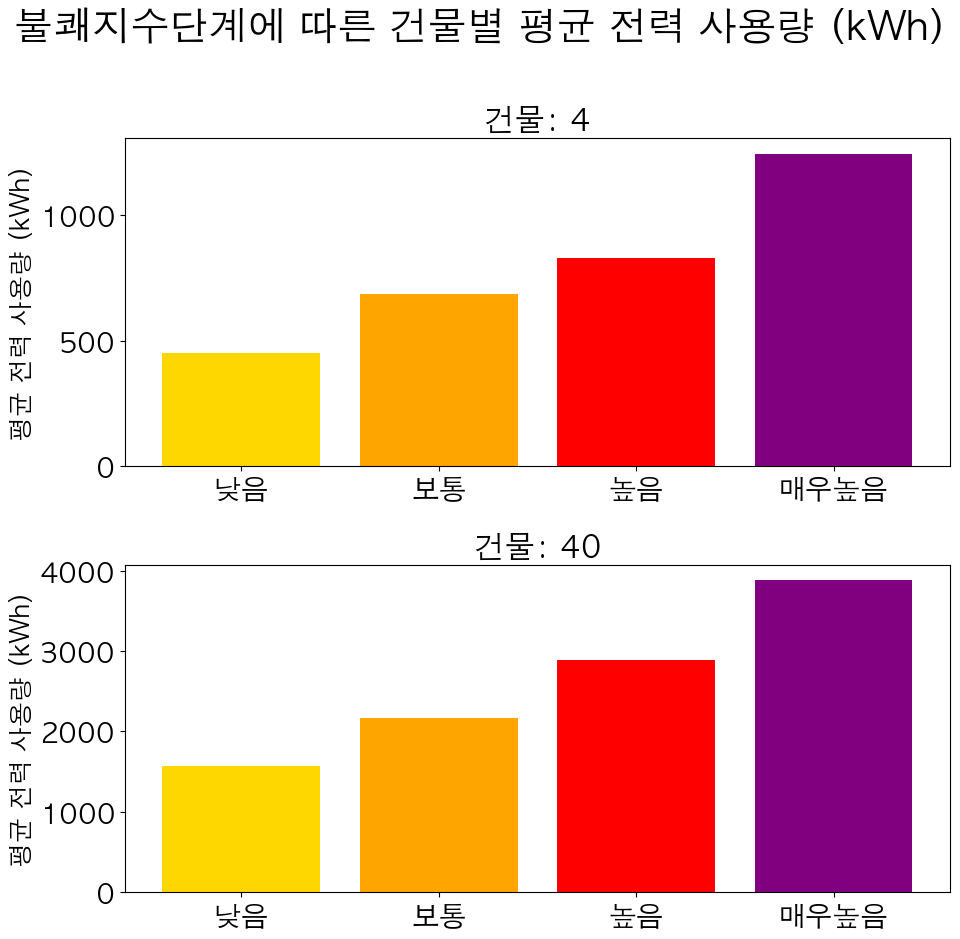 불쾌지수단계에 따른 건물별 평균 전력 사용량 (kWh)
건물: 4
평균 전력 사용량 (kWh)
1000
500
0
낮음 보통 높음 매우높음
건물: 40
평균 전력 사용량 (kWh)
4000
3000
2000
1000
0
낮음 보통 높음 매우높음